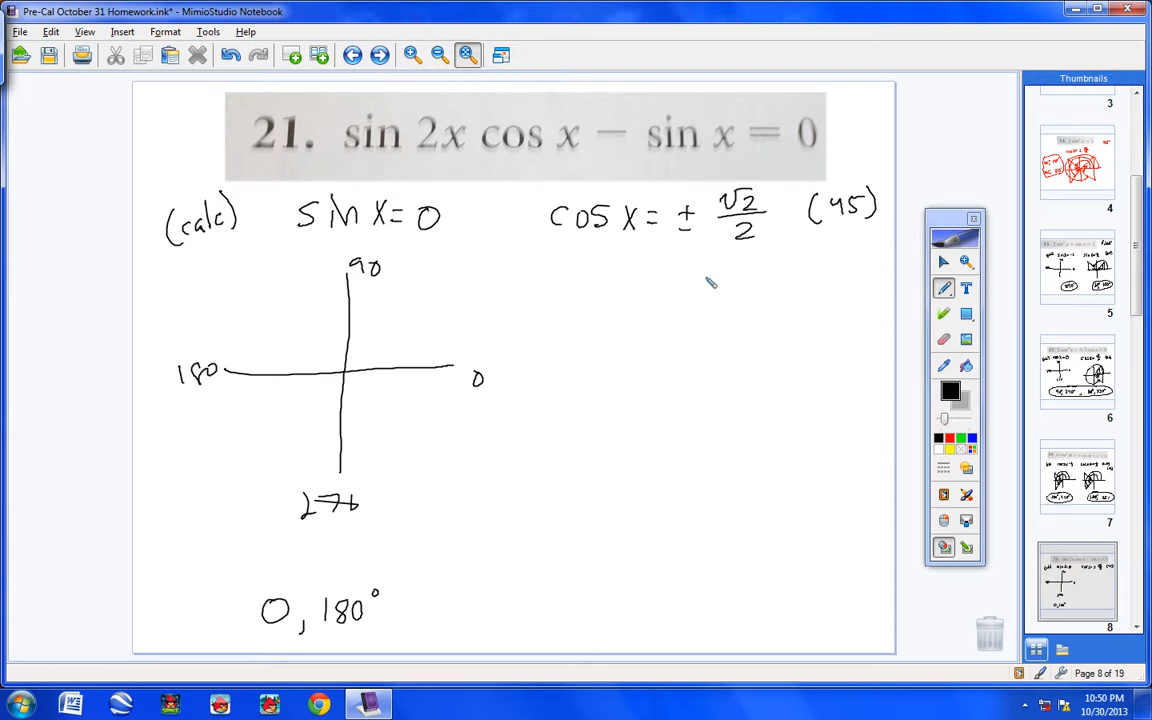 Pre-Cal October 31 Homework.ink* - MimioStudio Notebook
File Edit View Insert Format Tools Help
Thumbnails
21. sin 2x cos x − sin x = 0
(calc) sin x = 0 cos x = ± √2/2 (45)
90
180 0
270
0, 180°
3
4
5
6
7
8
Page 8 of 19
10:50 PM
10/30/2013